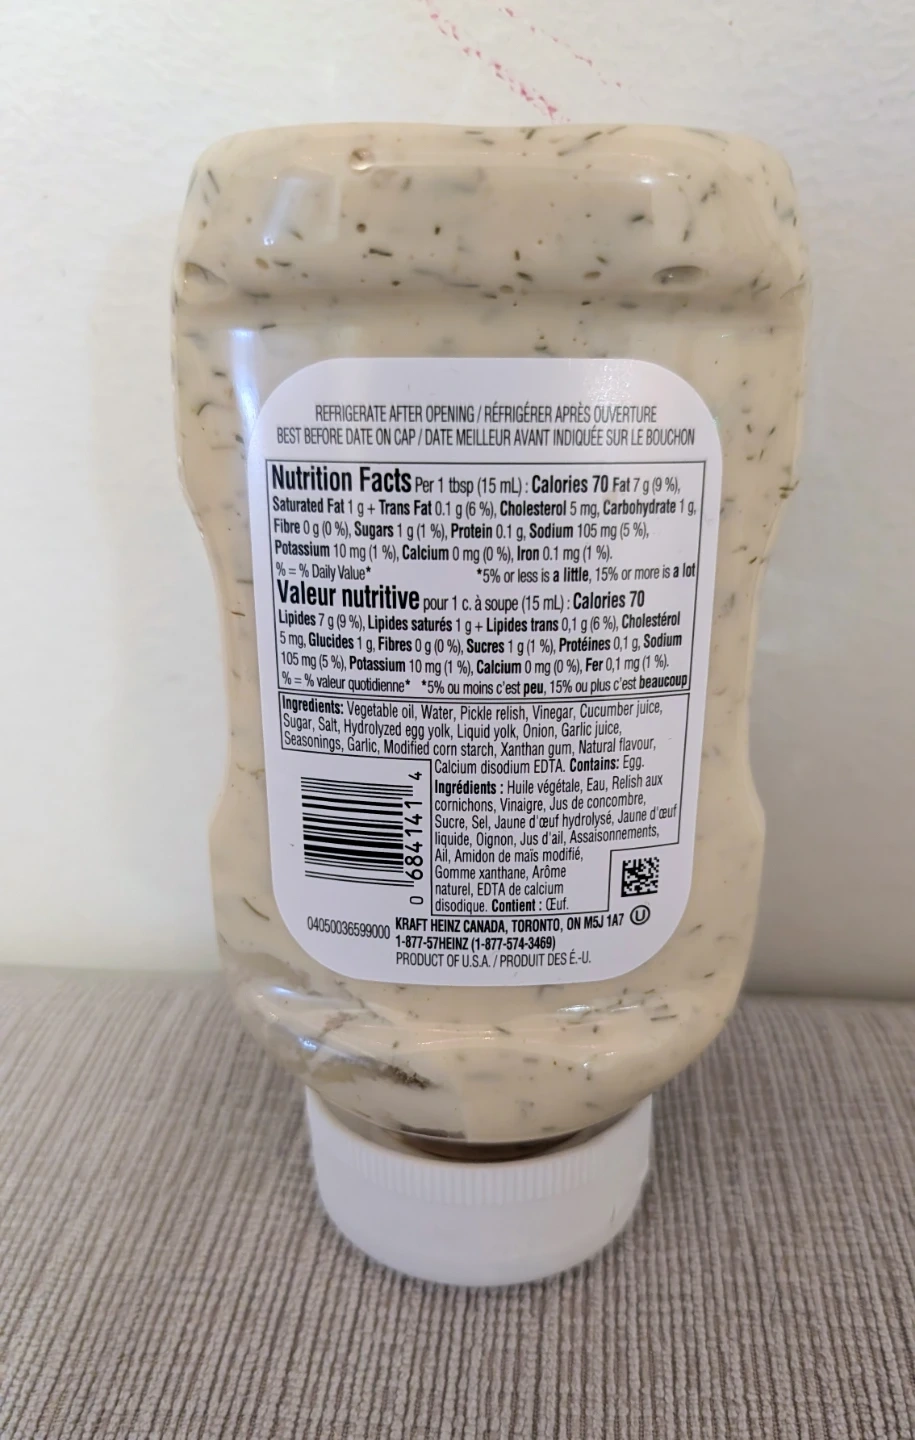 REFRIGERATE AFTER OPENING / RÉFRIGÉRER APRÈS OUVERTURE
BEST BEFORE DATE ON CAP / DATE MEILLEUR AVANT INDIQUÉE SUR LE BOUCHON
Nutrition Facts Per 1 tbsp (15 mL) : Calories 70 Fat 7 g (9 %),
Saturated Fat 1 g + Trans Fat 0.1 g (6 %), Cholesterol 5 mg, Carbohydrate 1 g,
Fibre 0 g (0 %), Sugars 1 g (1 %), Protein 0.1 g, Sodium 105 mg (5 %),
Potassium 10 mg (1 %), Calcium 0 mg (0 %), Iron 0.1 mg (1 %).
% = % Daily Value* *5% or less is a little, 15% or more is a lot
Valeur nutritive pour 1 c. à soupe (15 mL) : Calories 70
Lipides 7 g (9 %), Lipides saturés 1 g + Lipides trans 0,1 g (6 %), Cholestérol
5 mg, Glucides 1 g, Fibres 0 g (0 %), Sucres 1 g (1 %), Protéines 0,1 g, Sodium
105 mg (5 %), Potassium 10 mg (1 %), Calcium 0 mg (0 %), Fer 0,1 mg (1 %).
% = % valeur quotidienne* *5% ou moins c'est peu, 15% ou plus c'est beaucoup
Ingredients: Vegetable oil, Water, Pickle relish, Vinegar, Cucumber juice,
Sugar, Salt, Hydrolyzed egg yolk, Liquid yolk, Onion, Garlic juice,
Seasonings, Garlic, Modified corn starch, Xanthan gum, Natural flavour,
Calcium disodium EDTA. Contains: Egg.
Ingrédients : Huile végétale, Eau, Relish aux
cornichons, Vinaigre, Jus de concombre,
Sucre, Sel, Jaune d'œuf hydrolysé, Jaune d'œuf
liquide, Oignon, Jus d'ail, Assaisonnements,
Ail, Amidon de maïs modifié,
Gomme xanthane, Arôme
naturel, EDTA de calcium
disodique. Contient : Œuf.
0 68414 1 4
04050036599000
KRAFT HEINZ CANADA, TORONTO, ON M5J 1A7 U
1-877-57HEINZ (1-877-574-3469)
PRODUCT OF U.S.A. / PRODUIT DES É.-U.